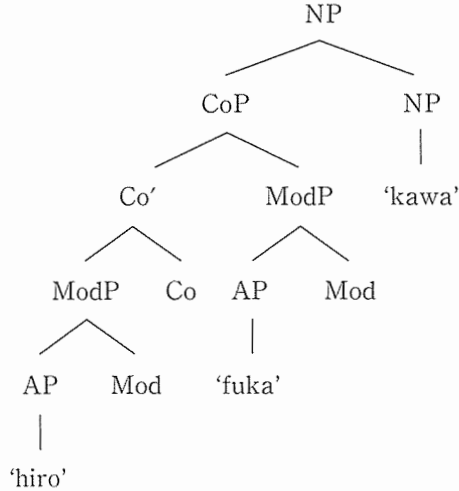 NP
CoP NP
Co′ ModP ‘kawa’
ModP Co AP Mod
AP Mod ‘fuka’
‘hiro’